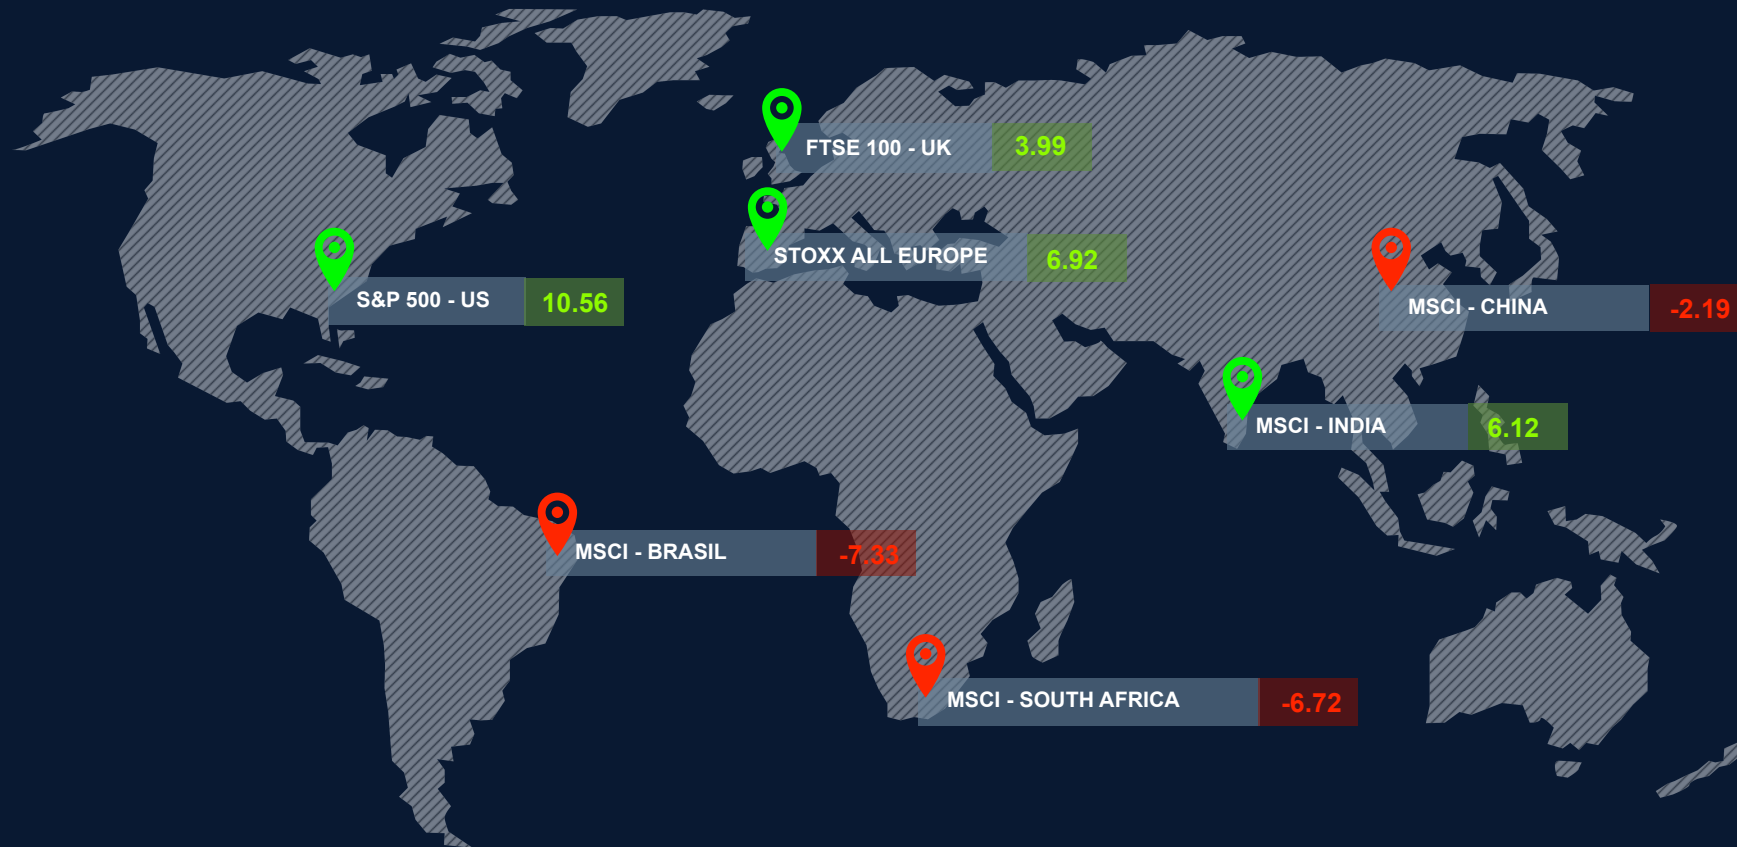 FTSE 100 - UK 3.99
STOXX ALL EUROPE 6.92
S&P 500 - US 10.56
MSCI - CHINA -2.19
MSCI - INDIA 6.12
MSCI - BRASIL -7.33
MSCI - SOUTH AFRICA -6.72